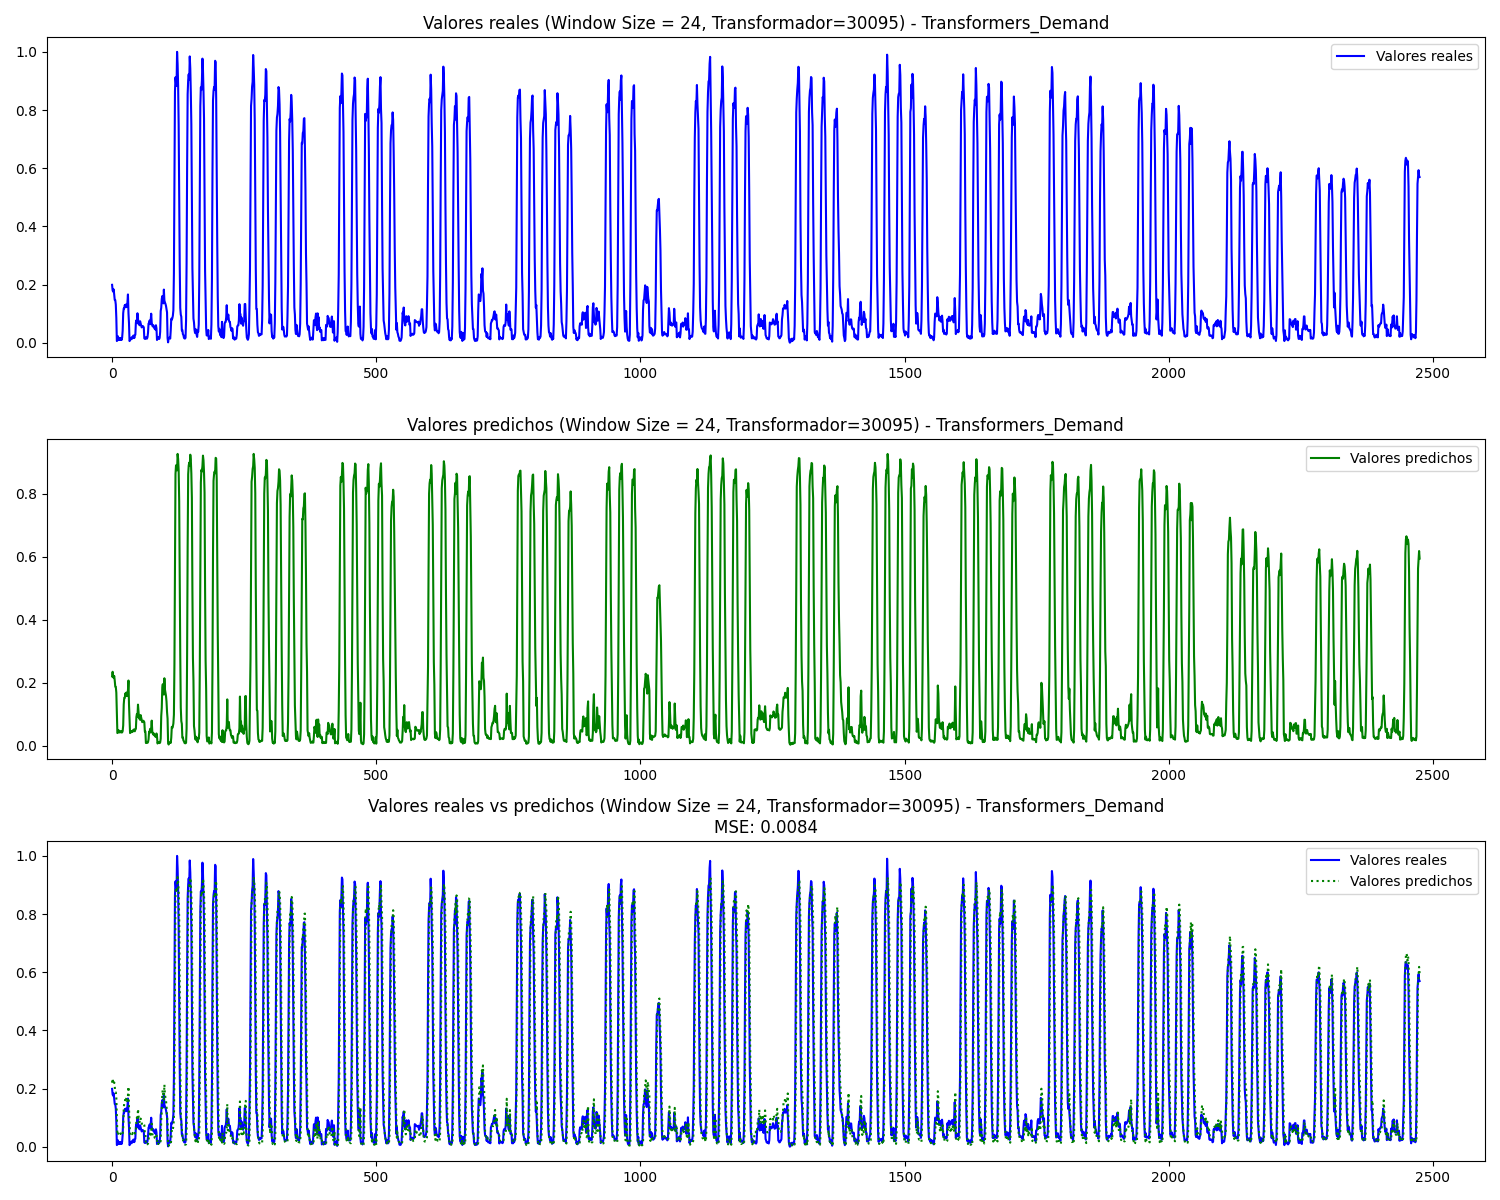 Valores reales (Window Size = 24, Transformador=30095) - Transformers_Demand
Valores reales
1.0
0.8
0.6
0.4
0.2
0.0
0 500 1000 1500 2000 2500
Valores predichos (Window Size = 24, Transformador=30095) - Transformers_Demand
Valores predichos
0.8
0.6
0.4
0.2
0.0
0 500 1000 1500 2000 2500
Valores reales vs predichos (Window Size = 24, Transformador=30095) - Transformers_Demand
MSE: 0.0084
Valores reales
Valores predichos
1.0
0.8
0.6
0.4
0.2
0.0
0 500 1000 1500 2000 2500